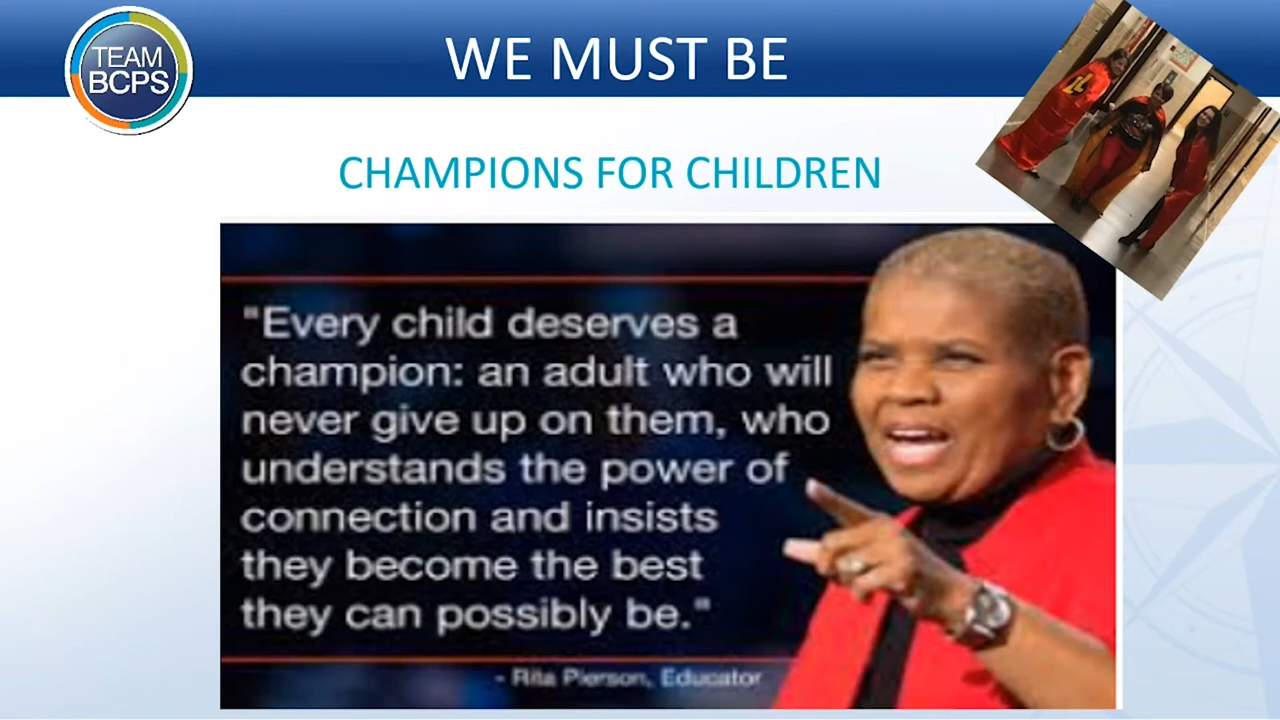 TEAM
BCPS
WE MUST BE
CHAMPIONS FOR CHILDREN
"Every child deserves a
champion: an adult who will
never give up on them, who
understands the power of
connection and insists
they become the best
they can possibly be."
- Rita Pierson, Educator